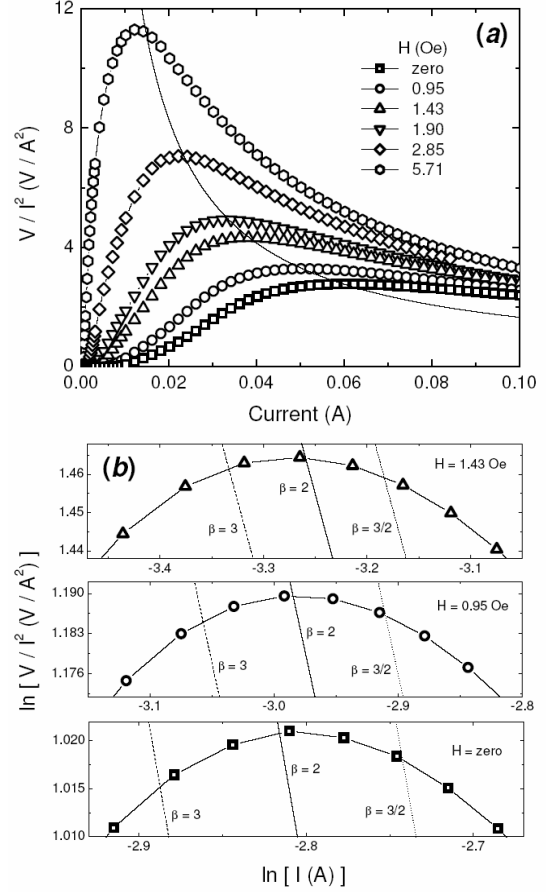 (a)
H (Oe)
zero
0.95
1.43
1.90
2.85
5.71
V / I² (V / A²)
12
8
4
0
0.00 0.02 0.04 0.06 0.08 0.10
Current (A)
(b)
ln [ V / I² (V / A²) ]
1.46
1.45
1.44
H = 1.43 Oe
β = 3
β = 2
β = 3/2
-3.4 -3.3 -3.2 -3.1
1.190
1.183
1.176
H = 0.95 Oe
β = 3
β = 2
β = 3/2
-3.1 -3.0 -2.9 -2.8
1.020
1.015
1.010
H = zero
β = 3
β = 2
β = 3/2
-2.9 -2.8 -2.7
ln [ I (A) ]